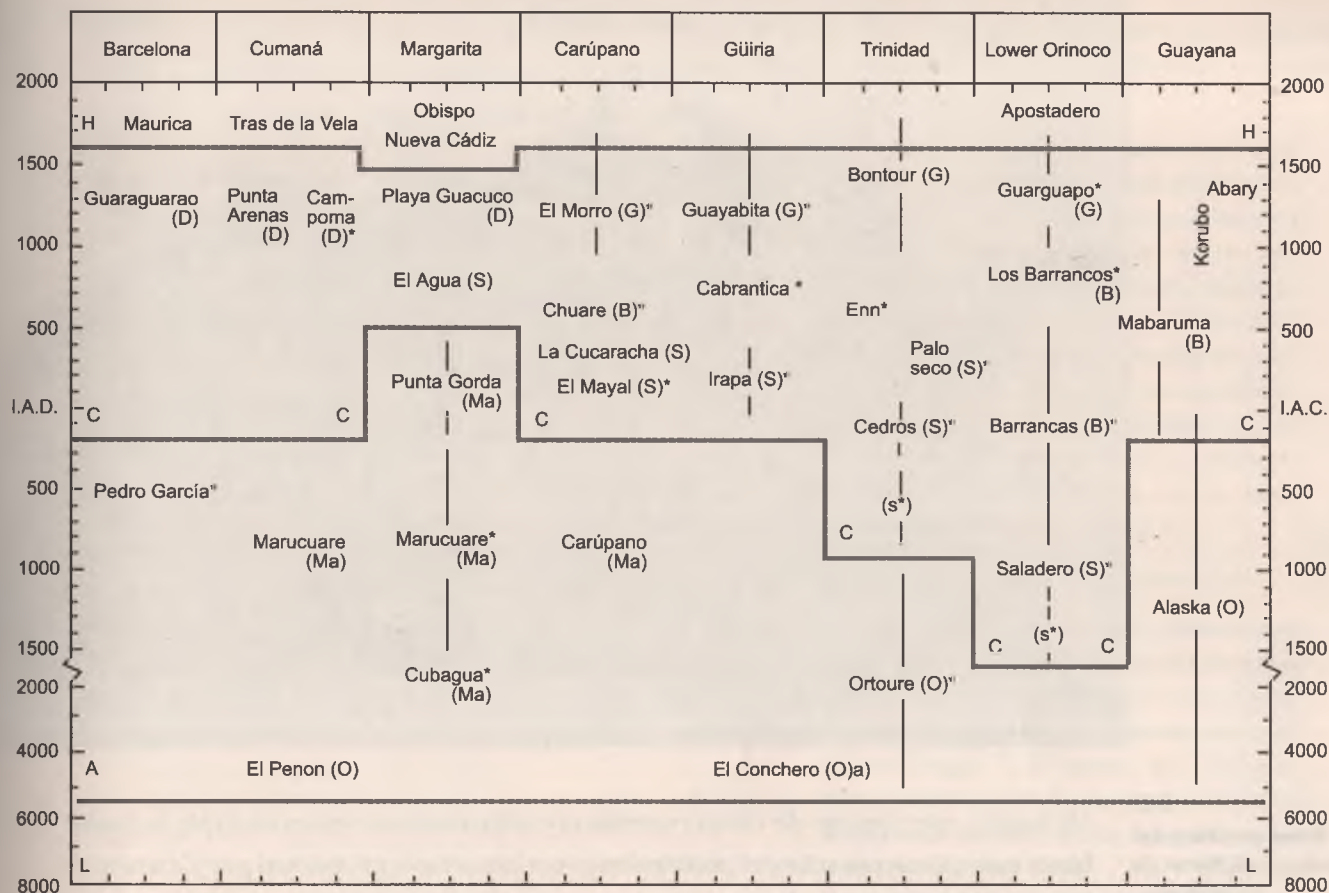 Barcelona Cumaná Margarita Carúpano Güiria Trinidad Lower Orinoco Guayana
2000 2000
Obispo Apostadero
H Maurica Tras de la Vela Nueva Cádiz H
1500 1500
Bontour (G)
Guaraguarao Punta Cam- Playa Guacuco El Morro (G)* Guayabita (G)* Guarguapo* Abary
(D) Arenas poma (D) (G)
(D) (D)*
Korubo
1000 1000
El Agua (S) Cabrantica * Los Barrancos*
(B)
Chuare (B)* Enn*
500 Mabaruma 500
(B)
La Cucaracha (S) Palo
seco (S)*
Punta Gorda El Mayal (S)* Irapa (S)*
(Ma)
I.A.D. C C C Cedros (S)* Barrancas (B)* C I.A.C.
500 Pedro García* 500
(s*)
C
Marucuare Marucuare* Carúpano
(Ma) (Ma) (Ma)
1000 Saladero (S)* 1000
Alaska (O)
1500 C (s*) C 1500
2000 Cubagua* Ortoure (O)* 2000
(Ma)
4000 4000
A El Penon (O) El Conchero (O)a)
6000 6000
L L
8000 8000